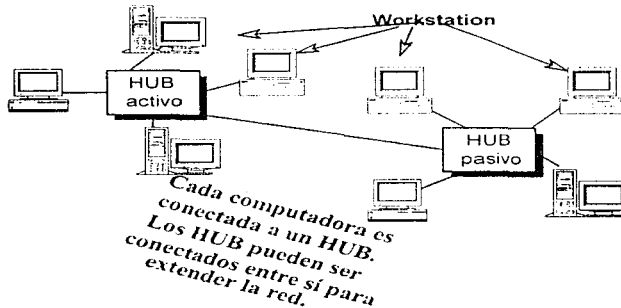 Workstation
HUB
activo
HUB
pasivo
Cada computadora es
conectada a un HUB.
Los HUB pueden ser
conectados entre sí para
extender la red.